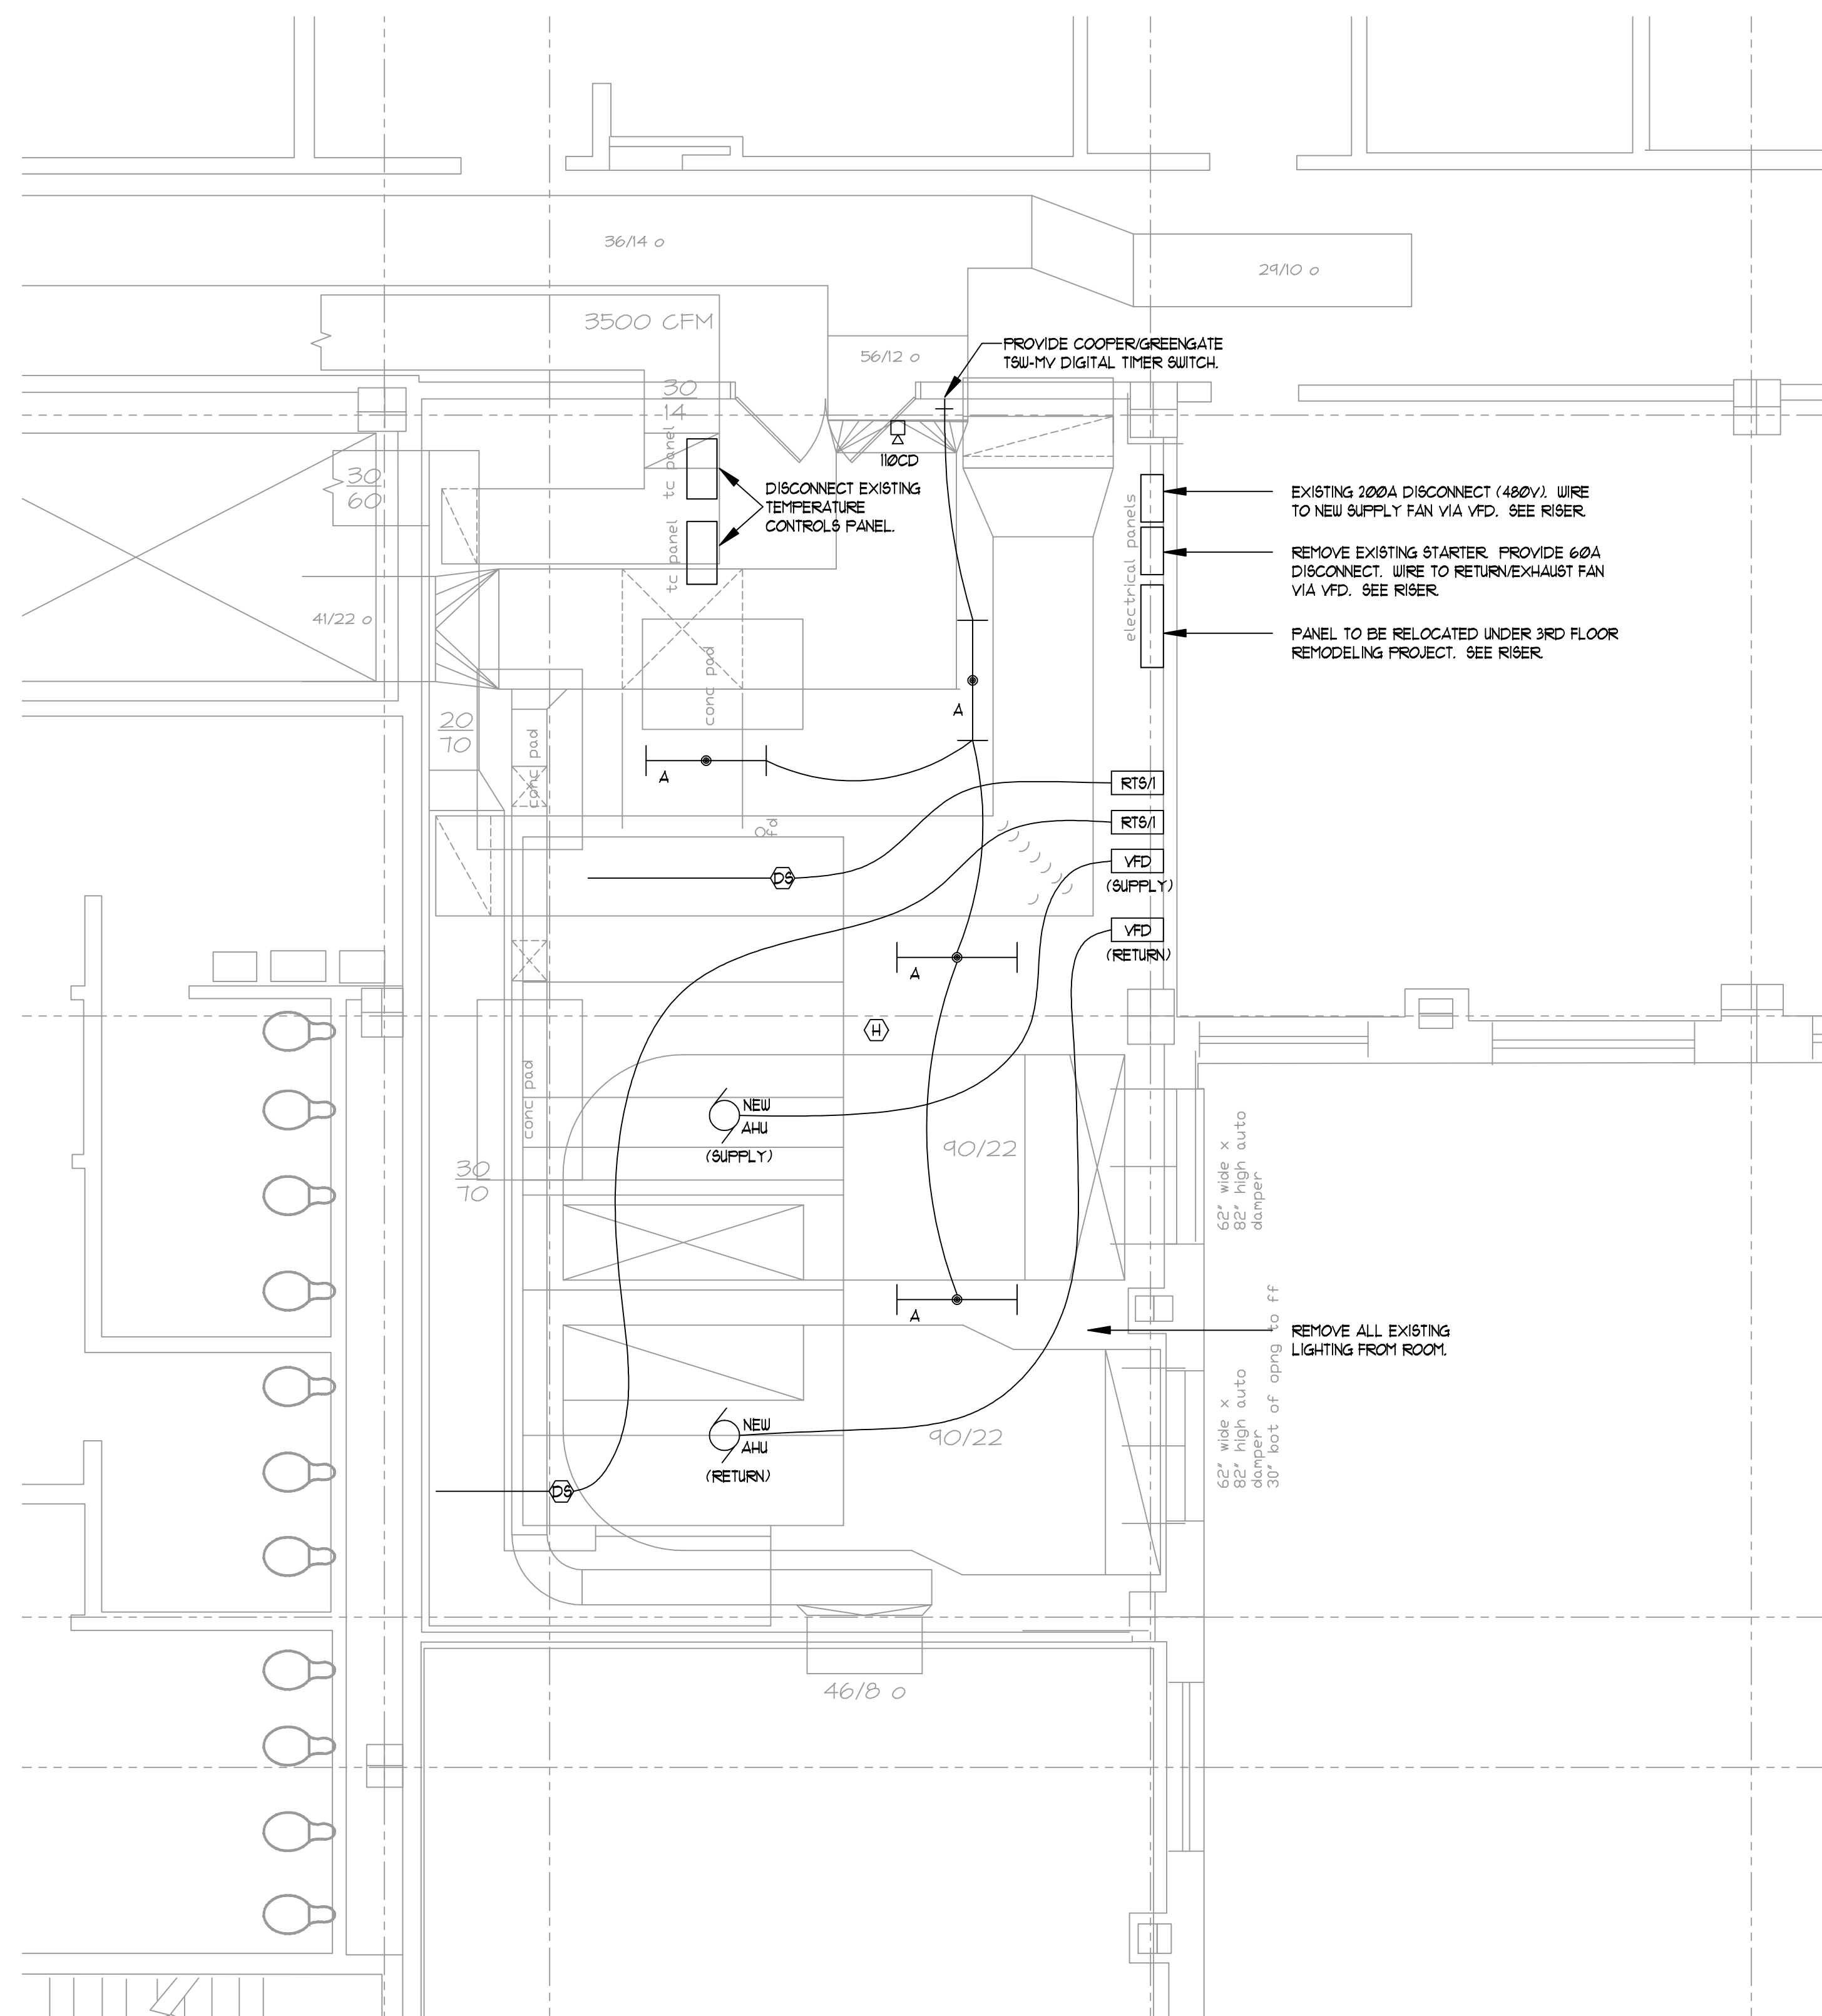 36/14 o
29/10 o
3500 CFM
56/12 o
PROVIDE COOPER/GREENGATE
TSW-MV DIGITAL TIMER SWITCH.
30
14
tc panel
110CD
30
60
DISCONNECT EXISTING
TEMPERATURE
CONTROLS PANEL.
tc panel
electrical panels
EXISTING 200A DISCONNECT (480V). WIRE
TO NEW SUPPLY FAN VIA VFD. SEE RISER.
REMOVE EXISTING STARTER. PROVIDE 60A
DISCONNECT. WIRE TO RETURN/EXHAUST FAN
VIA VFD. SEE RISER.
PANEL TO BE RELOCATED UNDER 3RD FLOOR
REMODELING PROJECT. SEE RISER.
41/22 o
conc pad
A
20
70
conc pad
A
RTS/1
RTS/1
fd
VFD
(SUPPLY)
DS
VFD
(RETURN)
A
H
conc pad
NEW
AHU
(SUPPLY)
90/22
30
70
62" wide x
82" high auto
damper
A
REMOVE ALL EXISTING
LIGHTING FROM ROOM.
62" wide x
82" high auto
damper
30" bot of opng to ff
NEW
AHU
(RETURN)
90/22
DS
46/8 o